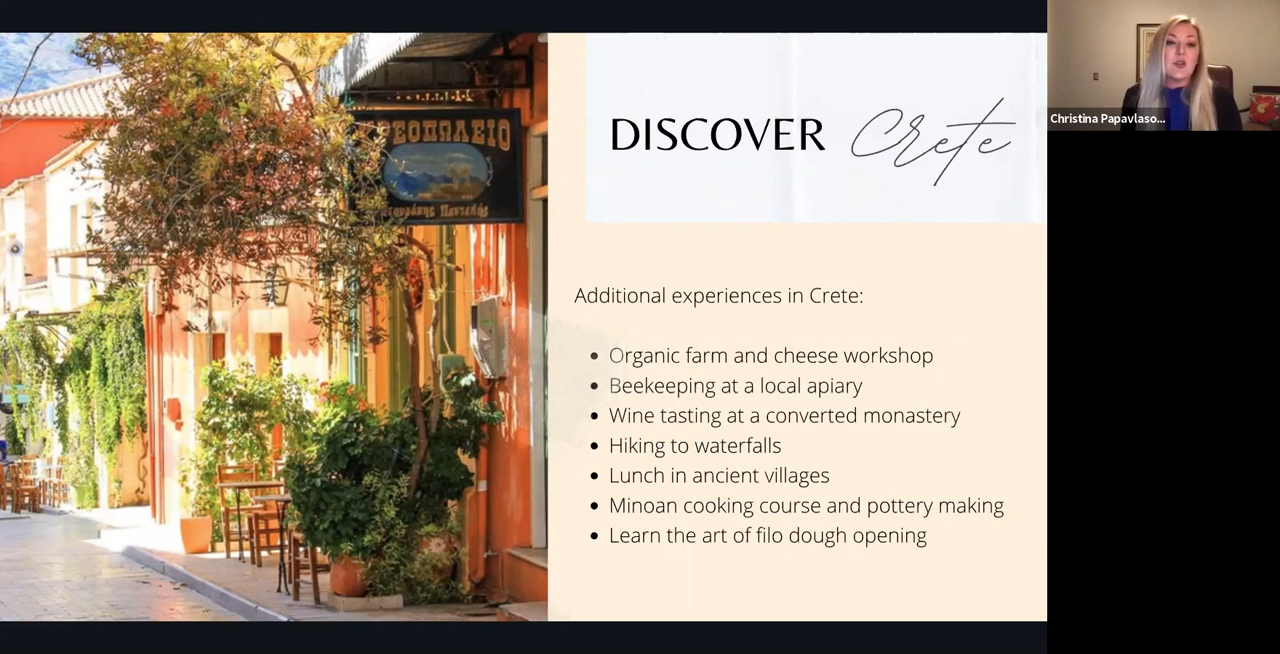 ΚΡΕΟΠΩΛΕΙΟ
DISCOVER Crete
Christina Papavlaso...
Additional experiences in Crete:
• Organic farm and cheese workshop
• Beekeeping at a local apiary
• Wine tasting at a converted monastery
• Hiking to waterfalls
• Lunch in ancient villages
• Minoan cooking course and pottery making
• Learn the art of filo dough opening